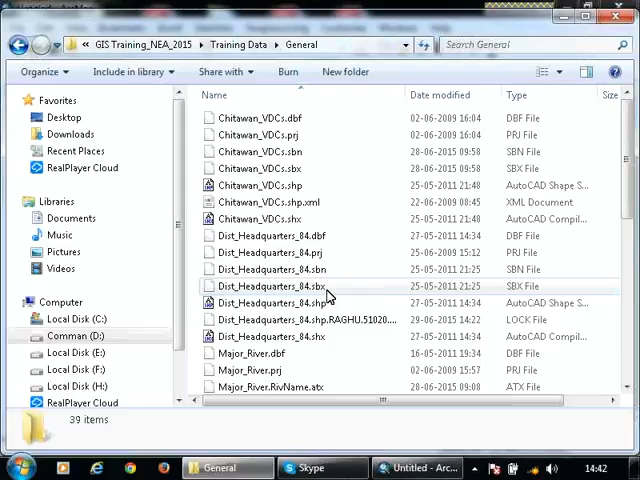 « GIS Training_NEA_2015 ▸ Training Data ▸ General
Search General
Organize
Include in library
Share with
Burn
New folder
Name
Date modified
Type
Size
Favorites
Desktop
Downloads
Recent Places
RealPlayer Cloud
Libraries
Documents
Music
Pictures
Videos
Computer
Local Disk (C:)
Comman (D:)
Local Disk (E:)
Local Disk (F:)
Local Disk (H:)
RealPlayer Cloud
Chitawan_VDCs.dbf 02-06-2009 16:04 DBF File
Chitawan_VDCs.prj 02-06-2009 16:04 PRJ File
Chitawan_VDCs.sbn 28-06-2015 09:58 SBN File
Chitawan_VDCs.sbx 28-06-2015 09:58 SBX File
Chitawan_VDCs.shp 25-05-2011 21:48 AutoCAD Shape S...
Chitawan_VDCs.shp.xml 22-06-2009 08:45 XML Document
Chitawan_VDCs.shx 25-05-2011 21:48 AutoCAD Compil...
Dist_Headquarters_84.dbf 27-05-2011 14:34 DBF File
Dist_Headquarters_84.prj 25-06-2009 15:12 PRJ File
Dist_Headquarters_84.sbn 25-05-2011 21:25 SBN File
Dist_Headquarters_84.sbx 25-05-2011 21:25 SBX File
Dist_Headquarters_84.shp 27-05-2011 14:34 AutoCAD Shape S...
Dist_Headquarters_84.shp.RAGHU.51020.... 29-06-2015 14:22 LOCK File
Dist_Headquarters_84.shx 27-05-2011 14:34 AutoCAD Compil...
Major_River.dbf 16-05-2011 19:34 DBF File
Major_River.prj 02-06-2009 15:57 PRJ File
Major_River.RivName.atx 28-06-2015 09:08 ATX File
39 items
General
Skype
Untitled - Arc...
14:42